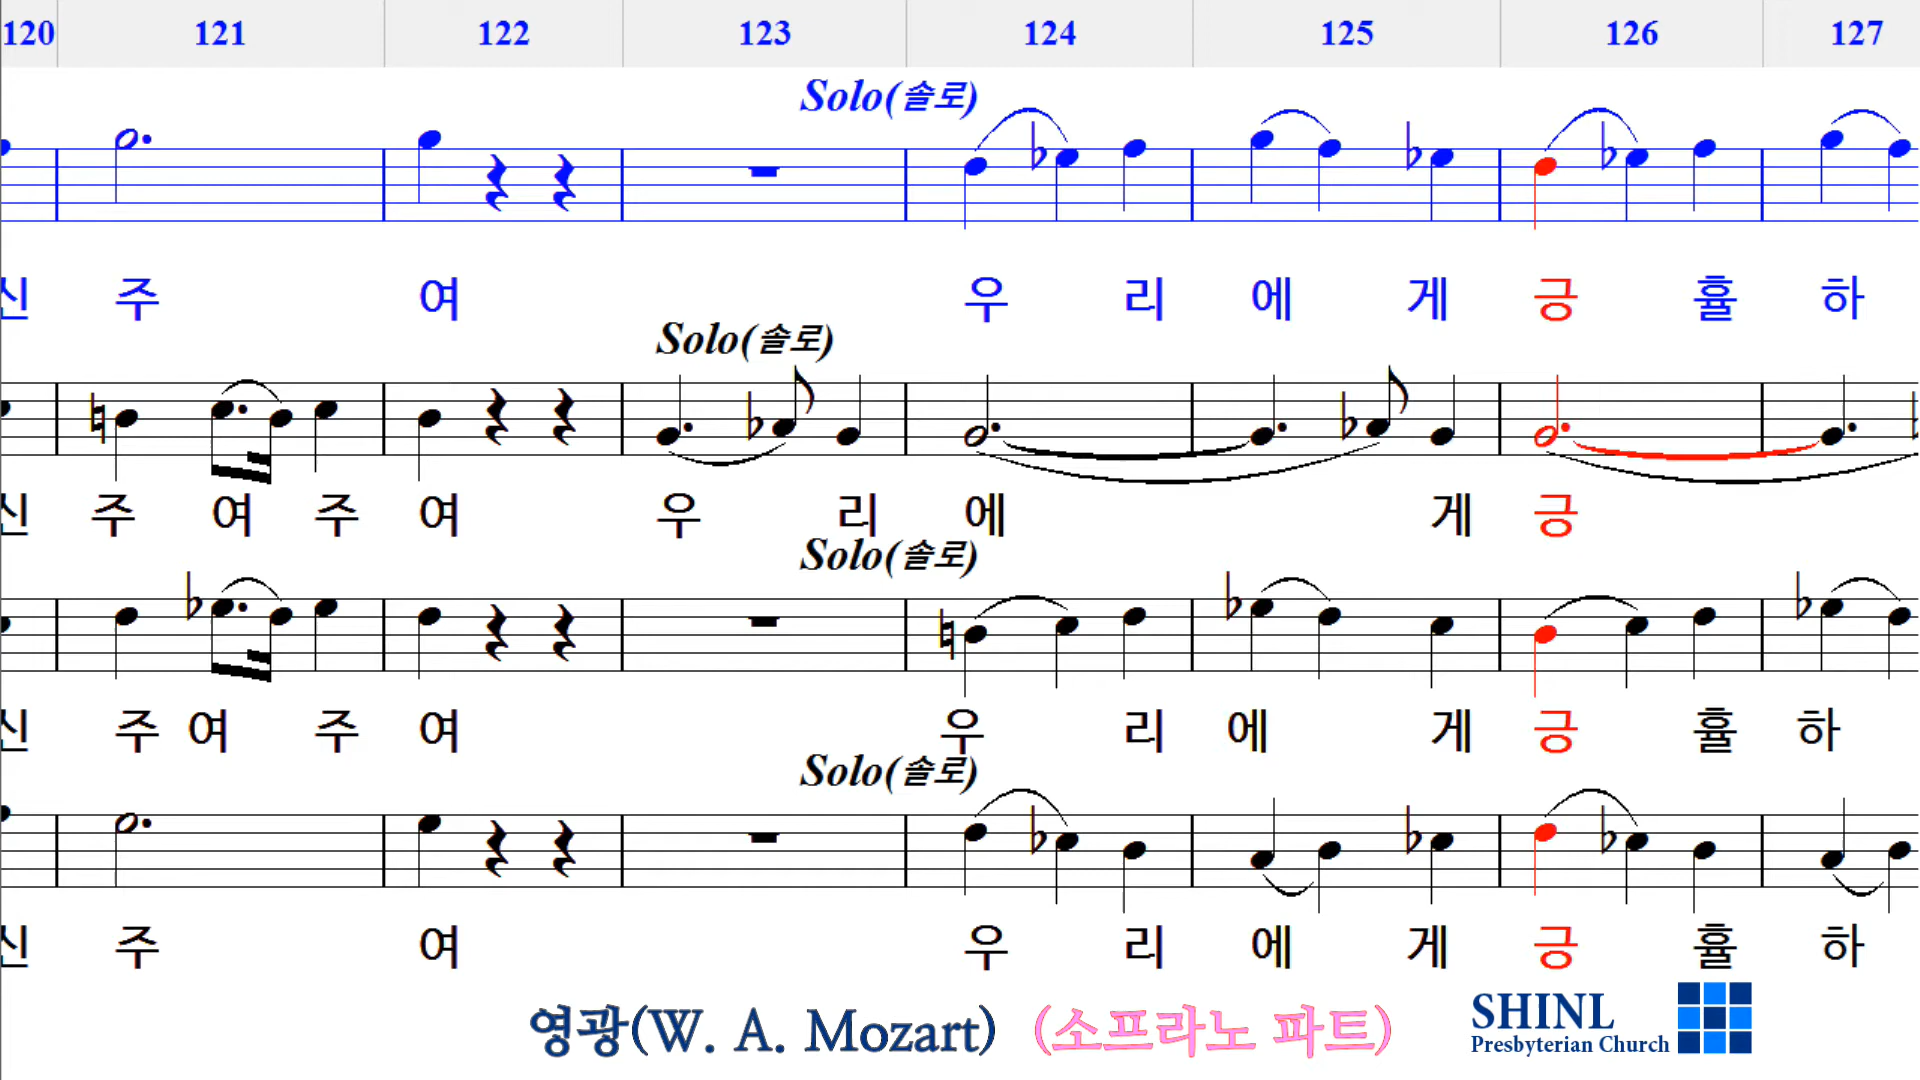 120 121 122 123 124 125 126 127
Solo(솔로)
신 주 여 우 리 에 게 긍 휼 하
Solo(솔로)
신 주 여 주 여 우 리 에 게 긍
Solo(솔로)
신 주 여 주 여 우 리 에 게 긍 휼 하
Solo(솔로)
신 주 여 우 리 에 게 긍 휼 하
영광(W. A. Mozart) (소프라노 파트)
SHINL
Presbyterian Church